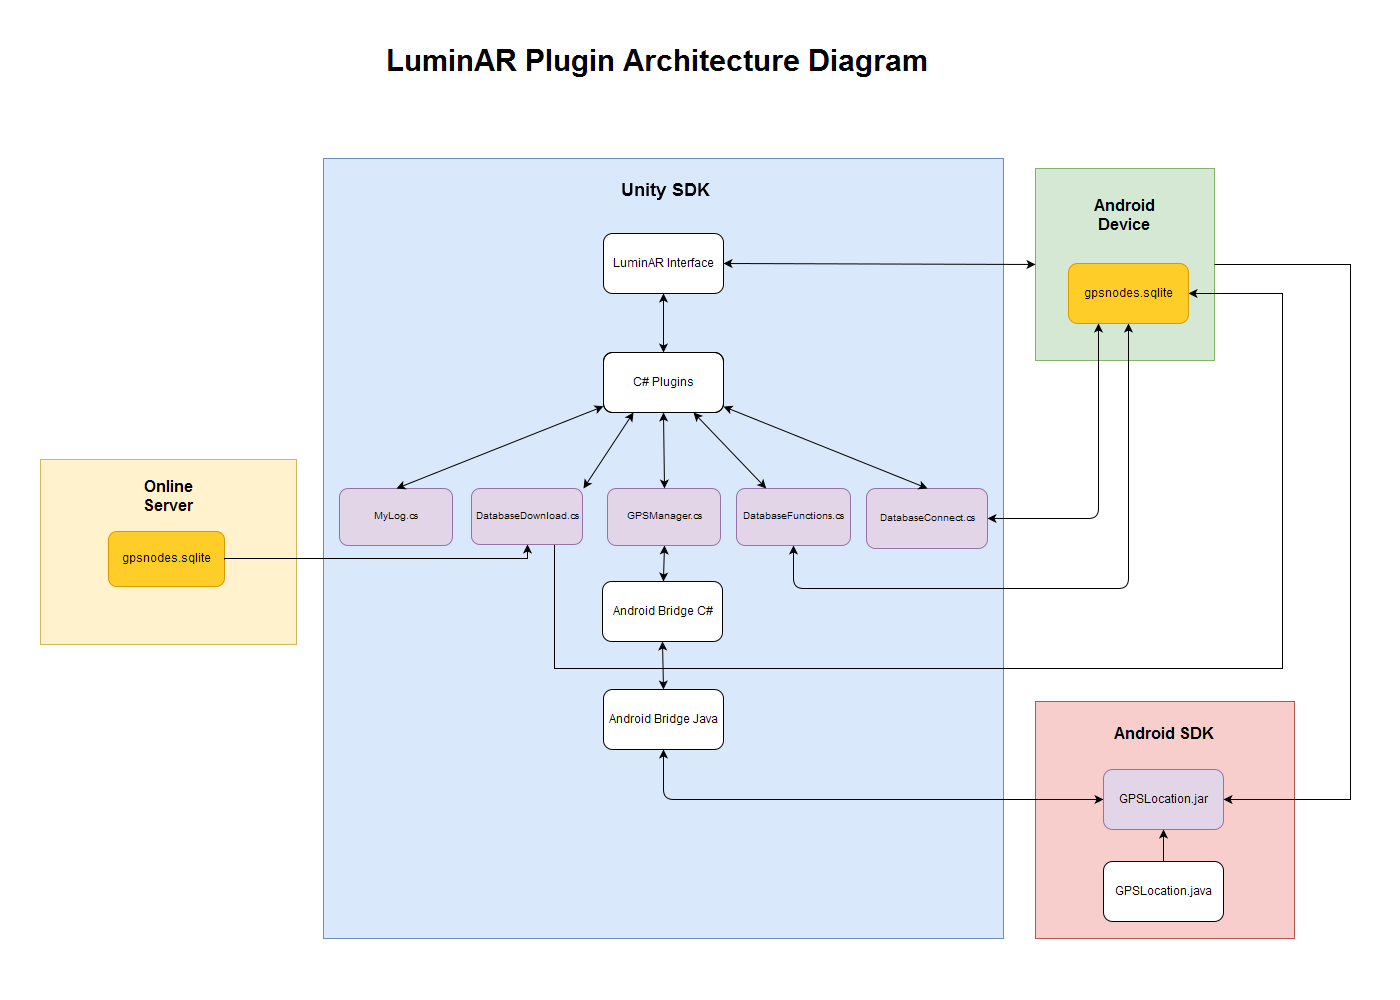 LuminAR Plugin Architecture Diagram
Unity SDK
LuminAR Interface
C# Plugins
MyLog.cs
DatabaseDownload.cs
GPSManager.cs
DatabaseFunctions.cs
DatabaseConnect.cs
Android Bridge C#
Android Bridge Java
Online
Server
gpsnodes.sqlite
Android
Device
gpsnodes.sqlite
Android SDK
GPSLocation.jar
GPSLocation.java